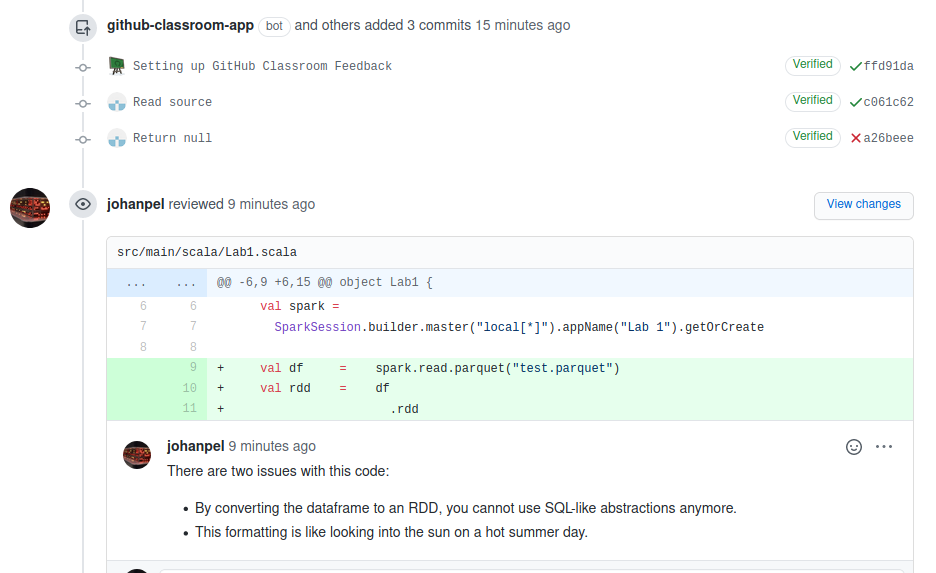 github-classroom-app bot and others added 3 commits 15 minutes ago
Setting up GitHub Classroom Feedback Verified ffd91da
Read source Verified c061c62
Return null Verified a26beee
johanpel reviewed 9 minutes ago View changes
src/main/scala/Lab1.scala
... ... @@ -6,9 +6,15 @@ object Lab1 {
6 6 val spark =
7 7 SparkSession.builder.master("local[*]").appName("Lab 1").getOrCreate
8 8
9 + val df = spark.read.parquet("test.parquet")
10 + val rdd = df
11 + .rdd
johanpel 9 minutes ago
There are two issues with this code:
• By converting the dataframe to an RDD, you cannot use SQL-like abstractions anymore.
• This formatting is like looking into the sun on a hot summer day.